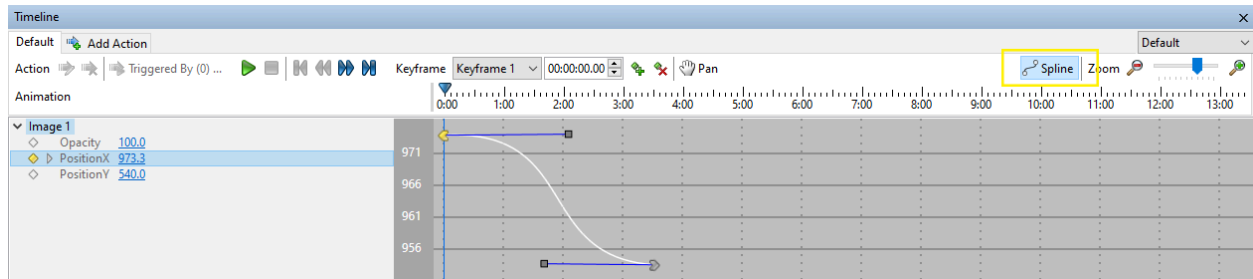 Timeline
Default Add Action Default
Action Triggered By (0) ... Keyframe Keyframe 1 00:00:00.00 Pan Spline Zoom
Animation 0:00 1:00 2:00 3:00 4:00 5:00 6:00 7:00 8:00 9:00 10:00 11:00 12:00 13:00
Image 1
Opacity 100.0
PositionX 973.3 971
PositionY 540.0
966
961
956